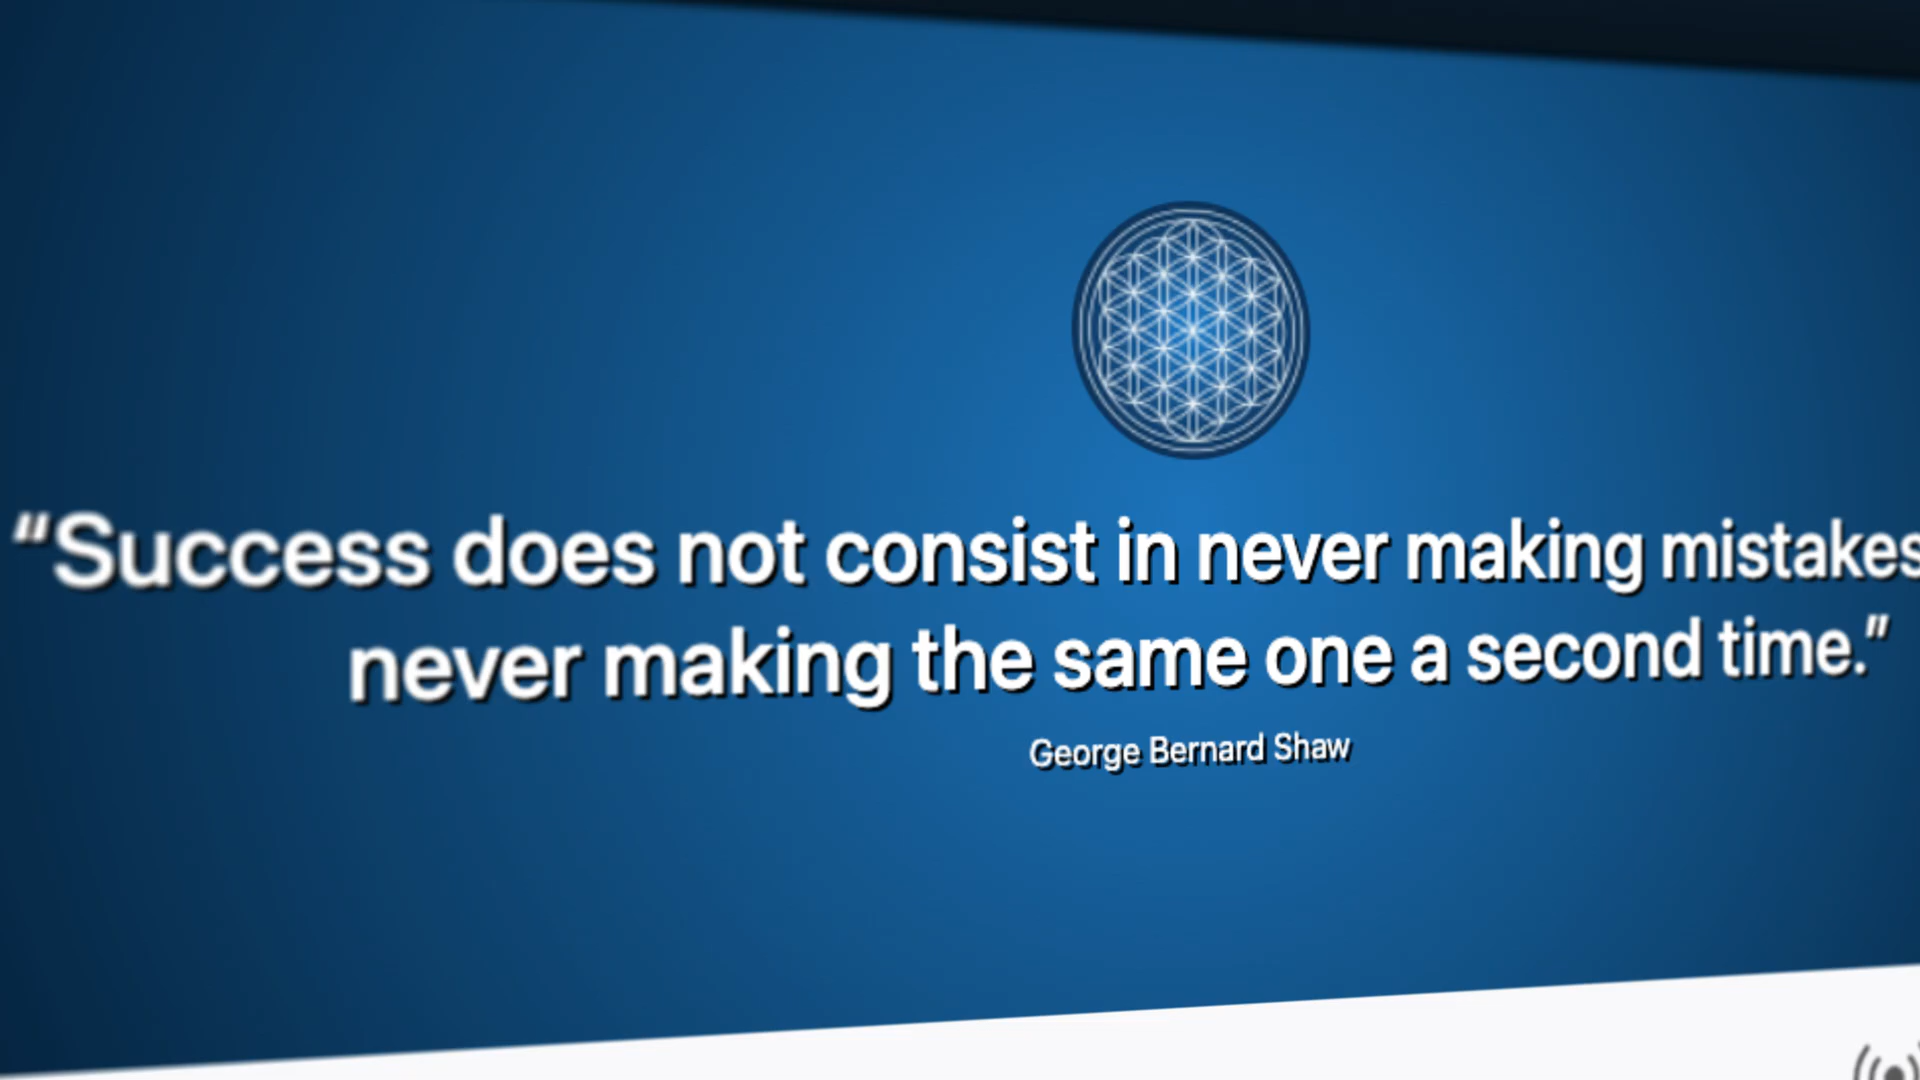 “Success does not consist in never making mistakes
never making the same one a second time.”
George Bernard Shaw